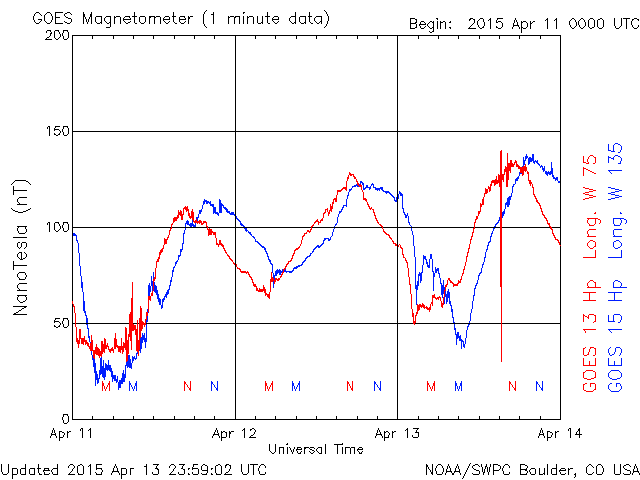 GOES Magnetometer (1 minute data)
Begin: 2015 Apr 11 0000 UTC
200
150
100
50
0
NanoTesla (nT)
M M N N M M N N M M N N
Apr 11 Apr 12 Apr 13 Apr 14
Universal Time
GOES 13 Hp Long. W 75
GOES 15 Hp Long. W 135
Updated 2015 Apr 13 23:59:02 UTC
NOAA/SWPC Boulder, CO USA